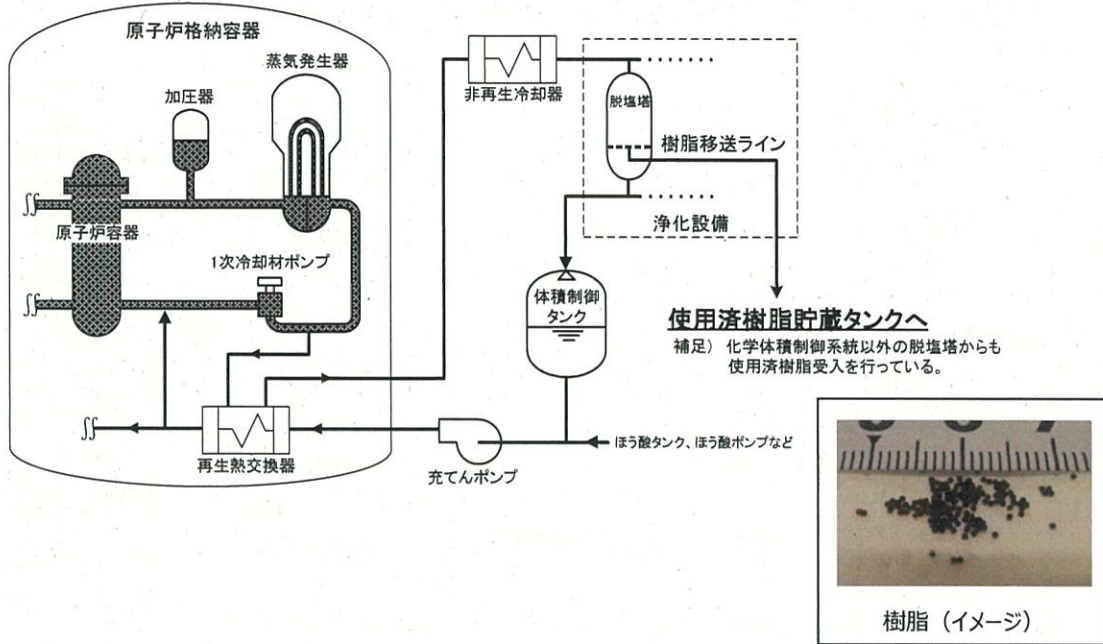 原子炉格納容器
蒸気発生器
加圧器
原子炉容器
1次冷却材ポンプ
再生熱交換器
非再生冷却器
脱塩塔
樹脂移送ライン
浄化設備
体積制御
タンク
使用済樹脂貯蔵タンクへ
補足) 化学体積制御系統以外の脱塩塔からも
使用済樹脂受入を行っている。
ほう酸タンク、ほう酸ポンプなど
充てんポンプ
樹脂（イメージ）